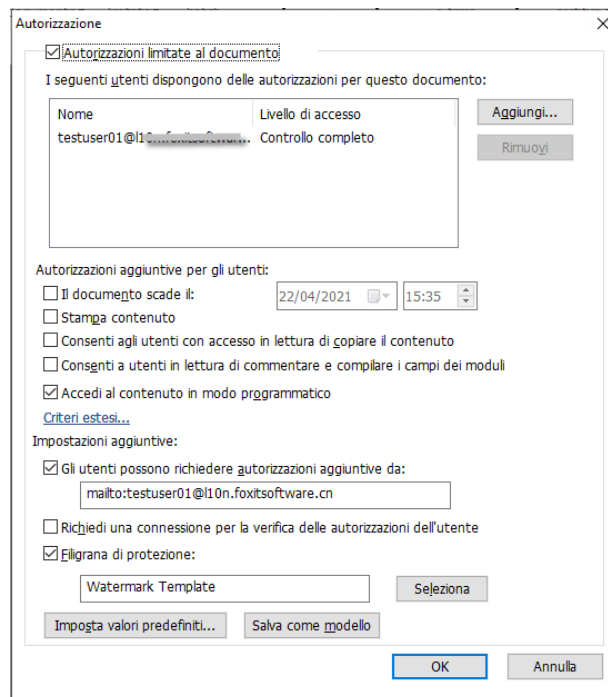 Autorizzazione
Autorizzazioni limitate al documento
I seguenti utenti dispongono delle autorizzazioni per questo documento:
Nome Livello di accesso Aggiungi...
testuser01@l10n.foxitsoftwar... Controllo completo
Rimuovi
Autorizzazioni aggiuntive per gli utenti:
Il documento scade il: 22/04/2021 15:35
Stampa contenuto
Consenti agli utenti con accesso in lettura di copiare il contenuto
Consenti a utenti in lettura di commentare e compilare i campi dei moduli
Accedi al contenuto in modo programmatico
Criteri estesi...
Impostazioni aggiuntive:
Gli utenti possono richiedere autorizzazioni aggiuntive da:
mailto:testuser01@l10n.foxitsoftware.cn
Richiedi una connessione per la verifica delle autorizzazioni dell'utente
Filigrana di protezione:
Watermark Template Seleziona
Imposta valori predefiniti... Salva come modello
OK Annulla